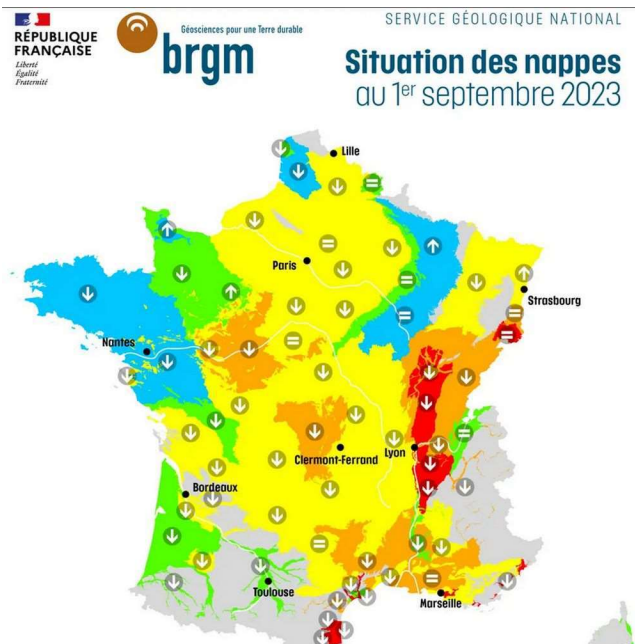 RÉPUBLIQUE
FRANÇAISE
Liberté
Égalité
Fraternité
Géosciences pour une Terre durable
brgm
SERVICE GÉOLOGIQUE NATIONAL
Situation des nappes
au 1er septembre 2023
Lille
Paris
Strasbourg
Nantes
Clermont-Ferrand
Lyon
Bordeaux
Toulouse
Marseille